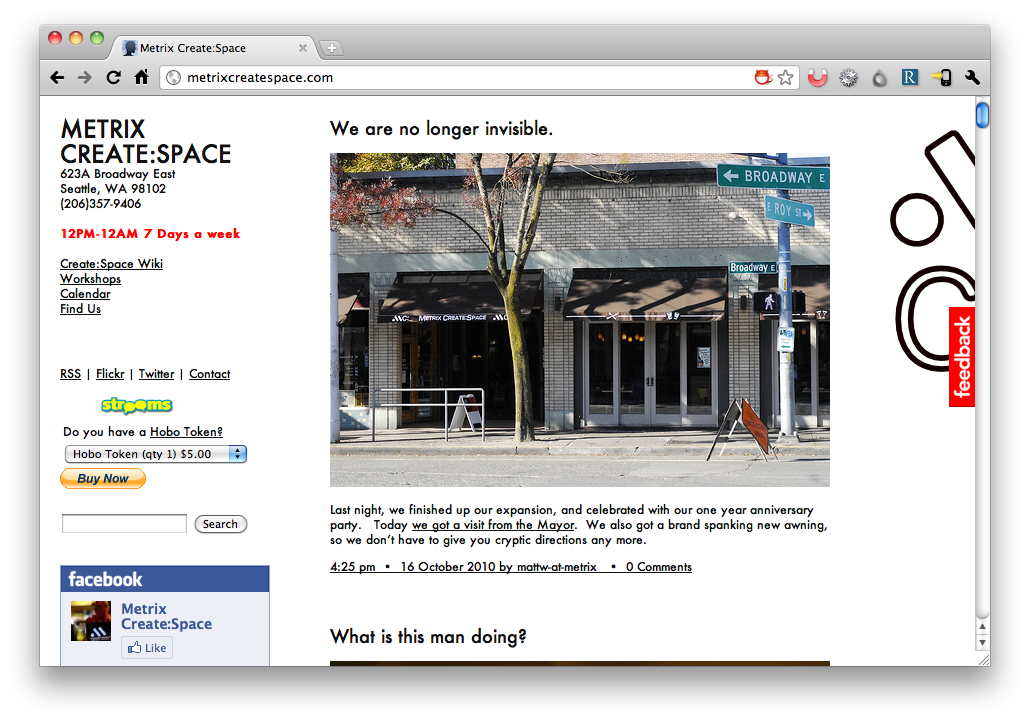 Metrix Create:Space
metrixcreatespace.com
R
METRIX
CREATE:SPACE
623A Broadway East
Seattle, WA 98102
(206)357-9406
12PM-12AM 7 Days a week
Create:Space Wiki
Workshops
Calendar
Find Us
RSS | Flickr | Twitter | Contact
strooms
Do you have a Hobo Token?
Hobo Token (qty 1) $5.00
Buy Now
Search
facebook
Metrix
Create:Space
Like
We are no longer invisible.
BROADWAY E
E ROY ST
Broadway E
METRIX CREATE:SPACE
Last night, we finished up our expansion, and celebrated with our one year anniversary
party. Today we got a visit from the Mayor. We also got a brand spanking new awning,
so we don't have to give you cryptic directions any more.
4:25 pm • 16 October 2010 by mattw-at-metrix • 0 Comments
What is this man doing?
feedback